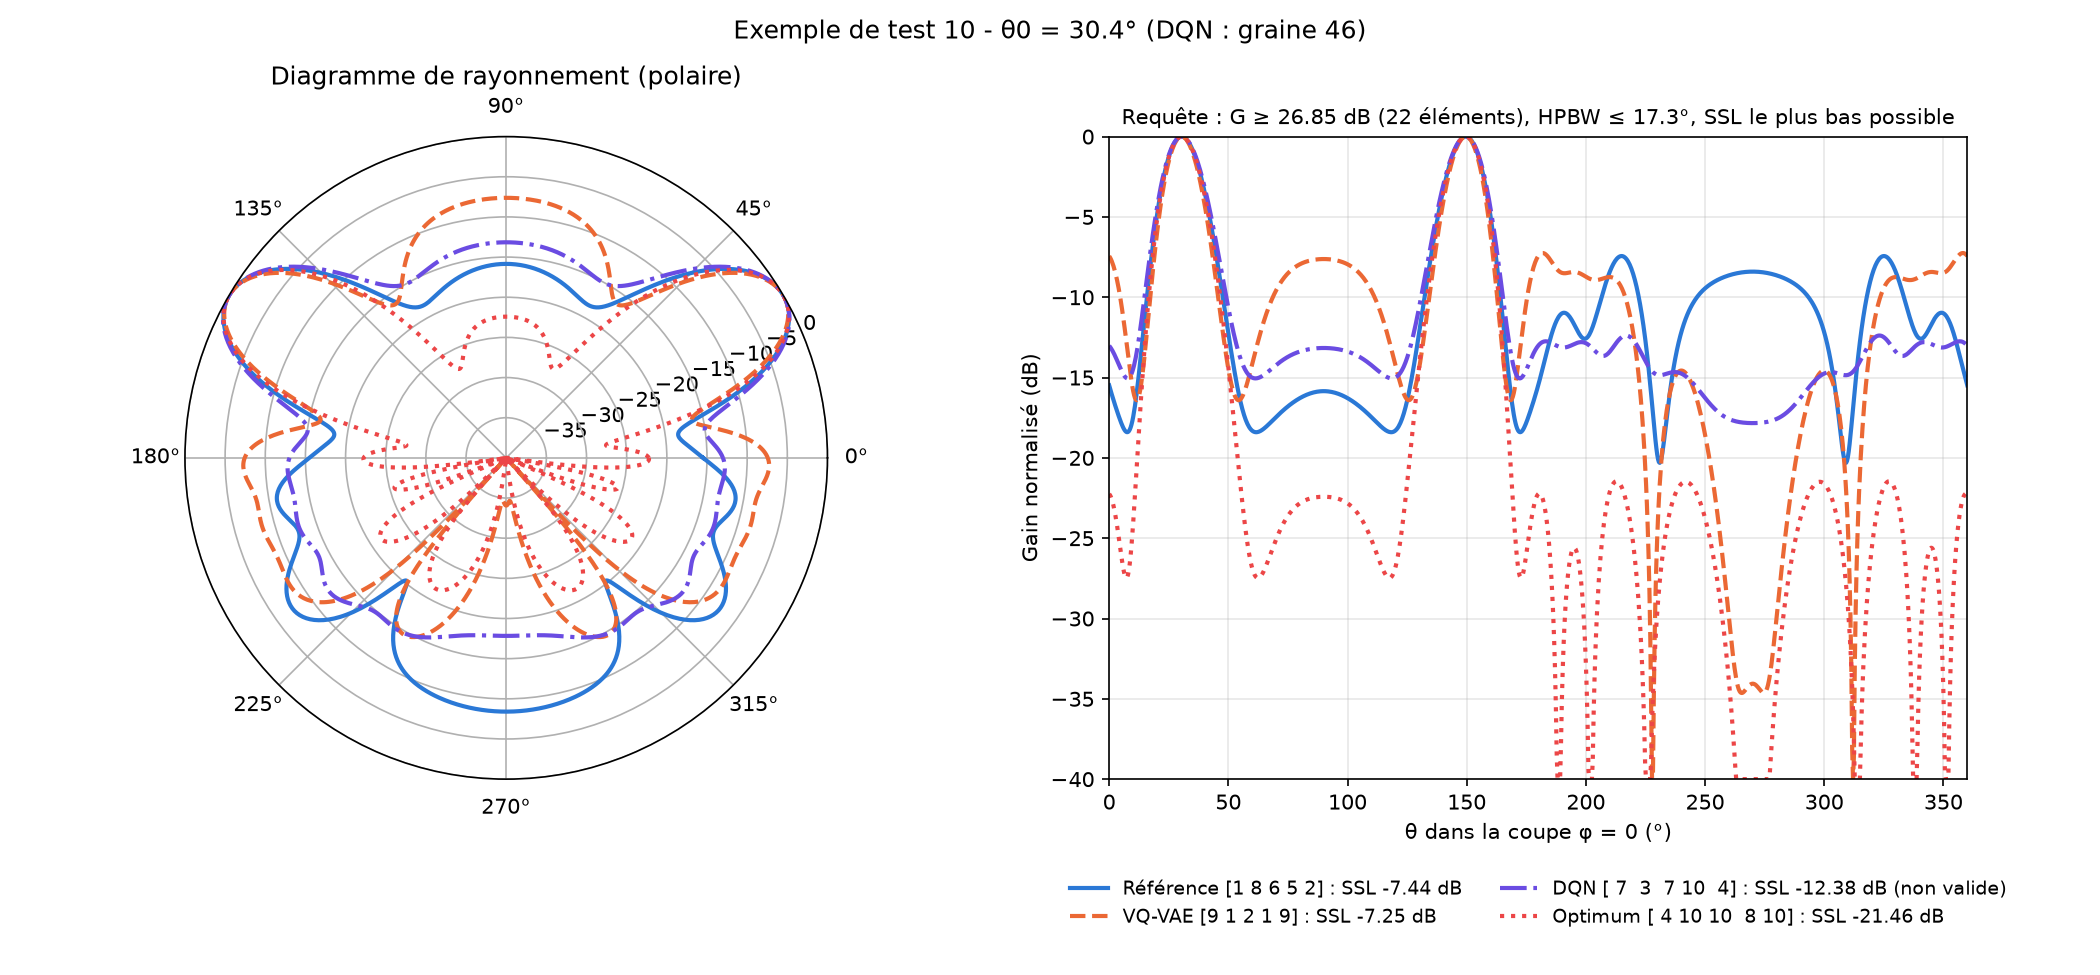 Exemple de test 10 - θ0 = 30.4° (DQN : graine 46)
Diagramme de rayonnement (polaire)
90°
135°
45°
180°
0°
225°
315°
270°
0
−5
−10
−15
−20
−25
−30
−35
Requête : G ≥ 26.85 dB (22 éléments), HPBW ≤ 17.3°, SSL le plus bas possible
Gain normalisé (dB)
0
−5
−10
−15
−20
−25
−30
−35
−40
0 50 100 150 200 250 300 350
θ dans la coupe φ = 0 (°)
Référence [1 8 6 5 2] : SSL -7.44 dB
VQ-VAE [9 1 2 1 9] : SSL -7.25 dB
DQN [ 7 3 7 10 4] : SSL -12.38 dB (non valide)
Optimum [ 4 10 10 8 10] : SSL -21.46 dB